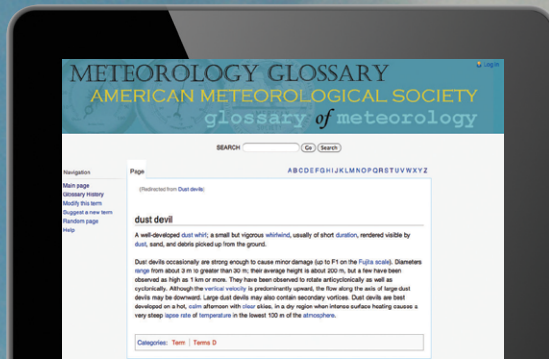 Log in
METEOROLOGY GLOSSARY
AMERICAN METEOROLOGICAL SOCIETY
glossary of meteorology
SEARCH Go Search
Navigation
Main page
Glossary History
Modify this term
Suggest a new term
Random page
Help
Page
A B C D E F G H I J K L M N O P Q R S T U V W X Y Z
(Redirected from Dust devils)
dust devil
A well-developed dust whirl; a small but vigorous whirlwind, usually of short duration, rendered visible by
dust, sand, and debris picked up from the ground.
Dust devils occasionally are strong enough to cause minor damage (up to F1 on the Fujita scale). Diameters
range from about 3 m to greater than 30 m; their average height is about 200 m, but a few have been
observed as high as 1 km or more. They have been observed to rotate anticyclonically as well as
cyclonically. Although the vertical velocity is predominantly upward, the flow along the axis of large dust
devils may be downward. Large dust devils may also contain secondary vortices. Dust devils are best
developed on a hot, calm afternoon with clear skies, in a dry region when intense surface heating causes a
very steep lapse rate of temperature in the lowest 100 m of the atmosphere.
Categories: Term | Terms D